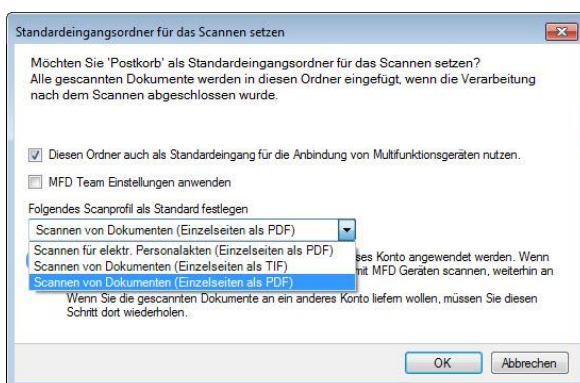 Standardeingangsordner für das Scannen setzen
Möchten Sie 'Postkorb' als Standardeingangsordner für das Scannen setzen?
Alle gescannten Dokumente werden in diesen Ordner eingefügt, wenn die Verarbeitung
nach dem Scannen abgeschlossen wurde.
Diesen Ordner auch als Standardeingang für die Anbindung von Multifunktionsgeräten nutzen.
MFD Team Einstellungen anwenden
Folgendes Scanprofil als Standard festlegen
Scannen von Dokumenten (Einzelseiten als PDF)
Scannen für elektr. Personalakten (Einzelseiten als PDF) ses Konto angewendet werden. Wenn
Scannen von Dokumenten (Einzelseiten als TIF) mit MFD Geräten scannen, weiterhin an
Scannen von Dokumenten (Einzelseiten als PDF)
Wenn Sie die gescannten Dokumente an ein anderes Konto liefern wollen, müssen Sie diesen
Schritt dort wiederholen.
OK Abbrechen